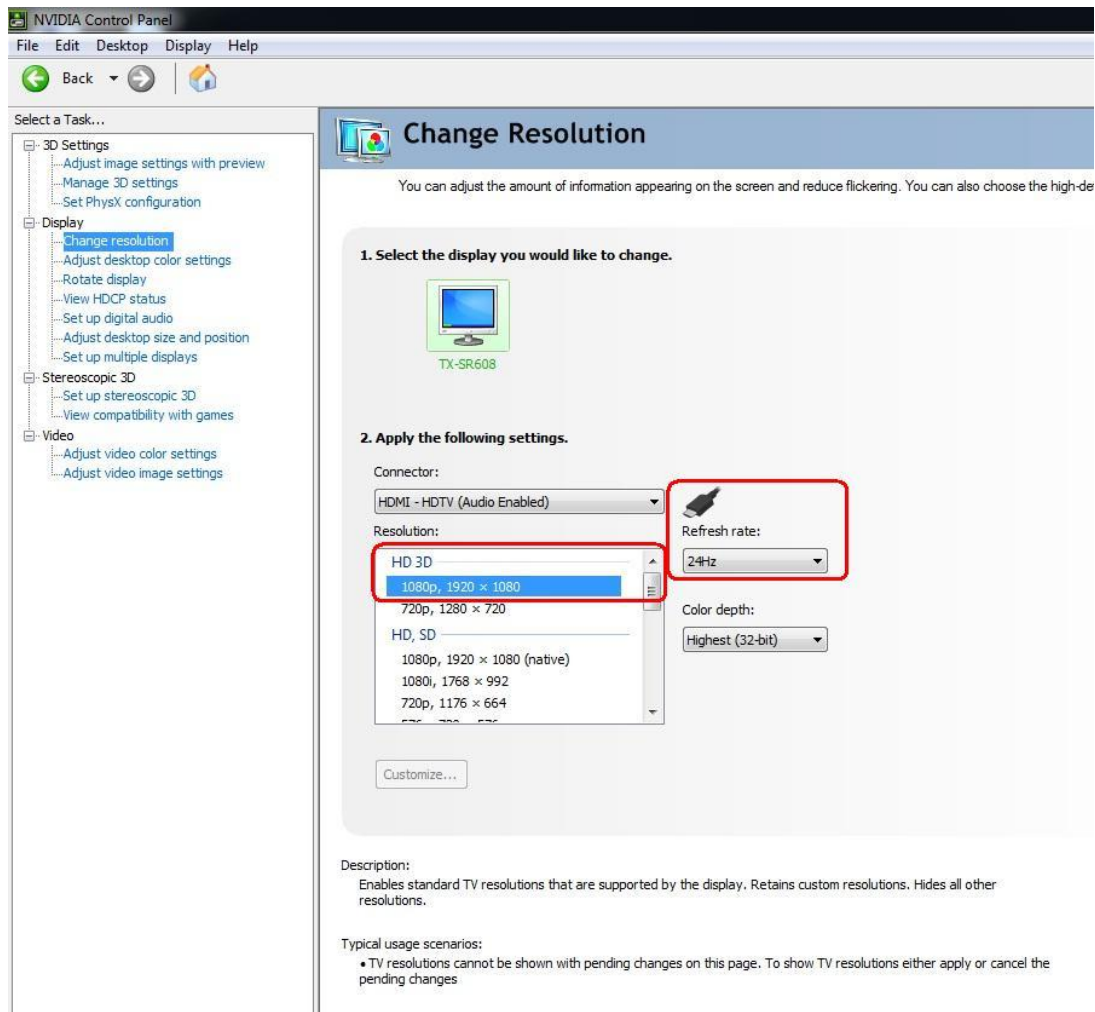 NVIDIA Control Panel
File Edit Desktop Display Help
Back
Select a Task...
3D Settings
Adjust image settings with preview
Manage 3D settings
Set PhysX configuration
Display
Change resolution
Adjust desktop color settings
Rotate display
View HDCP status
Set up digital audio
Adjust desktop size and position
Set up multiple displays
Stereoscopic 3D
Set up stereoscopic 3D
View compatibility with games
Video
Adjust video color settings
Adjust video image settings
Change Resolution
You can adjust the amount of information appearing on the screen and reduce flickering. You can also choose the high-de
1. Select the display you would like to change.
TX-SR608
2. Apply the following settings.
Connector:
HDMI - HDTV (Audio Enabled)
Resolution:
HD 3D
1080p, 1920 × 1080
720p, 1280 × 720
HD, SD
1080p, 1920 × 1080 (native)
1080i, 1768 × 992
720p, 1176 × 664
Refresh rate:
24Hz
Color depth:
Highest (32-bit)
Customize...
Description:
Enables standard TV resolutions that are supported by the display. Retains custom resolutions. Hides all other
resolutions.
Typical usage scenarios:
• TV resolutions cannot be shown with pending changes on this page. To show TV resolutions either apply or cancel the
pending changes